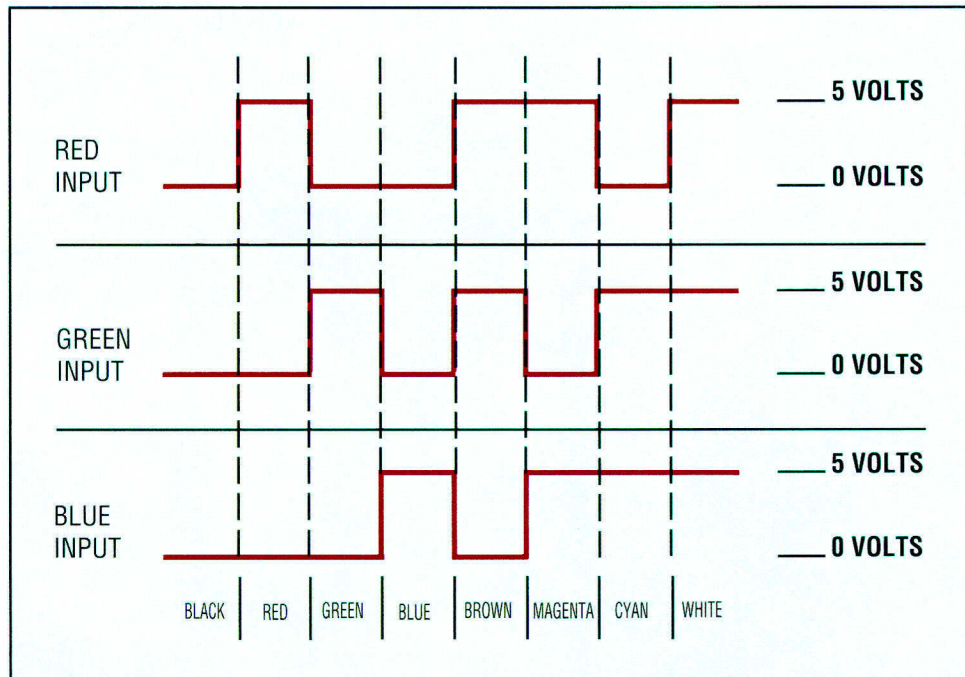 5 VOLTS
RED
INPUT
0 VOLTS
5 VOLTS
GREEN
INPUT
0 VOLTS
5 VOLTS
BLUE
INPUT
0 VOLTS
BLACK RED GREEN BLUE BROWN MAGENTA CYAN WHITE